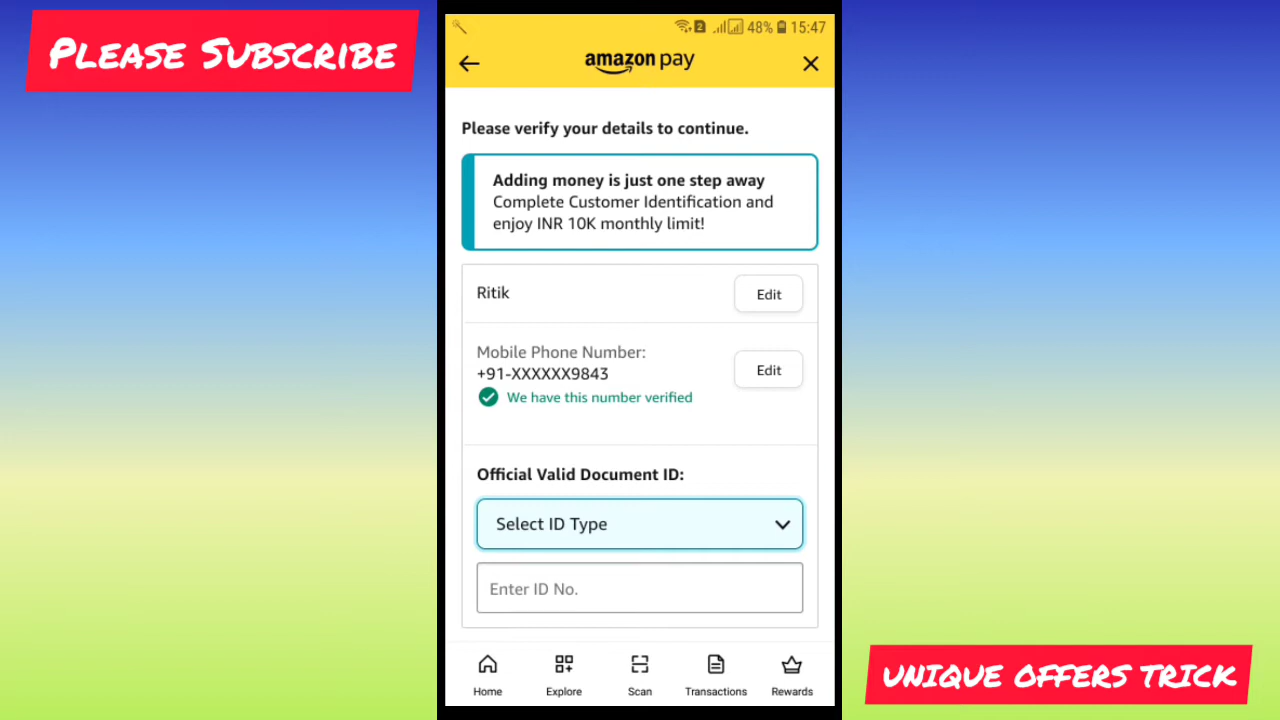 Please Subscribe
2 48% 15:47
amazon pay
Please verify your details to continue.
Adding money is just one step away
Complete Customer Identification and
enjoy INR 10K monthly limit!
Ritik
Edit
Mobile Phone Number:
+91-XXXXXX9843
Edit
We have this number verified
Official Valid Document ID:
Select ID Type
Enter ID No.
Home Explore Scan Transactions Rewards
UNIQUE OFFERS TRICK